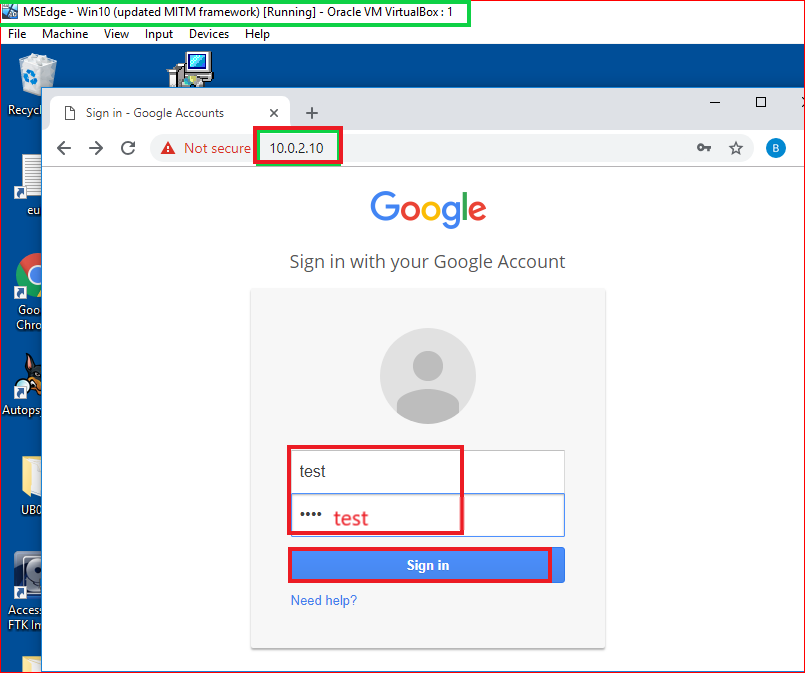 MSEdge - Win10 (updated MITM framework) [Running] - Oracle VM VirtualBox : 1
File Machine View Input Devices Help
Recycl
Sign in - Google Accounts
Not secure 10.0.2.10
B
eu
Google
Sign in with your Google Account
Goo
Chro
Autopsy
test
•••• test
UB0
Sign in
Need help?
Access
FTK Im